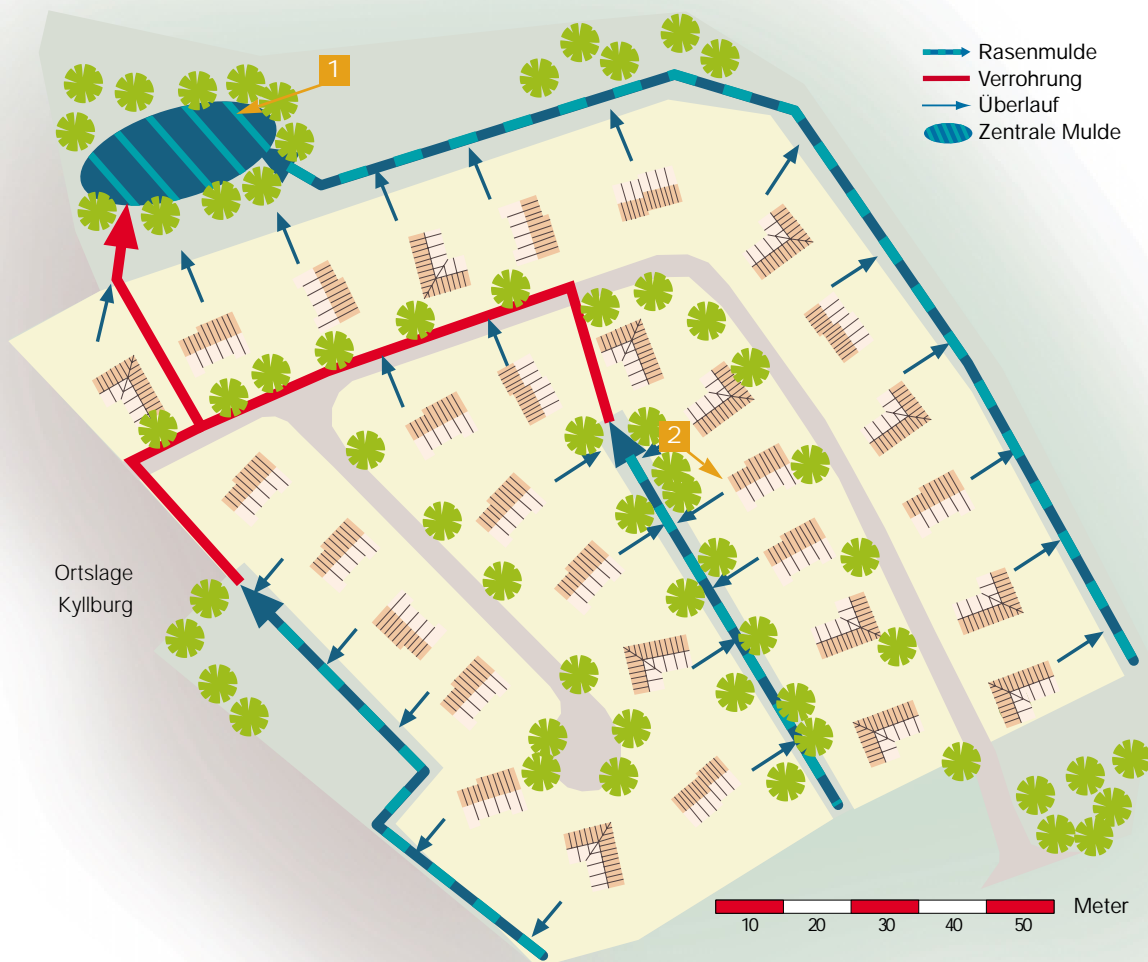 1
Rasenmulde
Verrohrung
Überlauf
Zentrale Mulde
2
Ortslage
Kyllburg
Meter
10 20 30 40 50